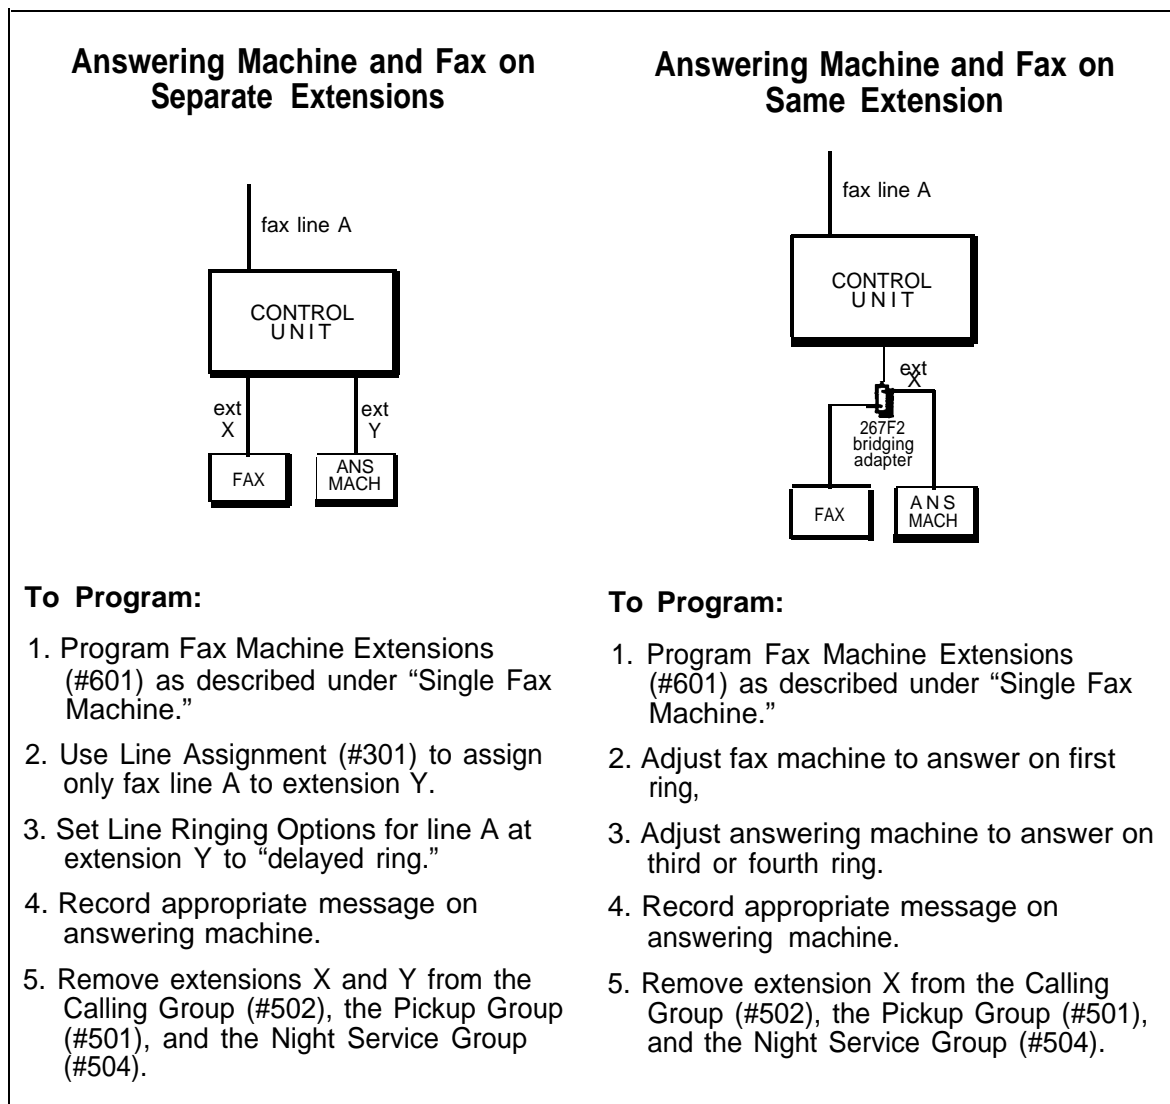 Answering Machine and Fax on
Separate Extensions
fax line A
CONTROL
UNIT
ext
X
ext
Y
FAX
ANS
MACH
To Program:
1. Program Fax Machine Extensions
(#601) as described under “Single Fax
Machine.”
2. Use Line Assignment (#301) to assign
only fax line A to extension Y.
3. Set Line Ringing Options for line A at
extension Y to “delayed ring.”
4. Record appropriate message on
answering machine.
5. Remove extensions X and Y from the
Calling Group (#502), the Pickup Group
(#501), and the Night Service Group
(#504).
Answering Machine and Fax on
Same Extension
fax line A
CONTROL
UNIT
ext
X
267F2
bridging
adapter
FAX
ANS
MACH
To Program:
1. Program Fax Machine Extensions
(#601) as described under “Single Fax
Machine.”
2. Adjust fax machine to answer on first
ring,
3. Adjust answering machine to answer on
third or fourth ring.
4. Record appropriate message on
answering machine.
5. Remove extension X from the Calling
Group (#502), the Pickup Group (#501),
and the Night Service Group (#504).